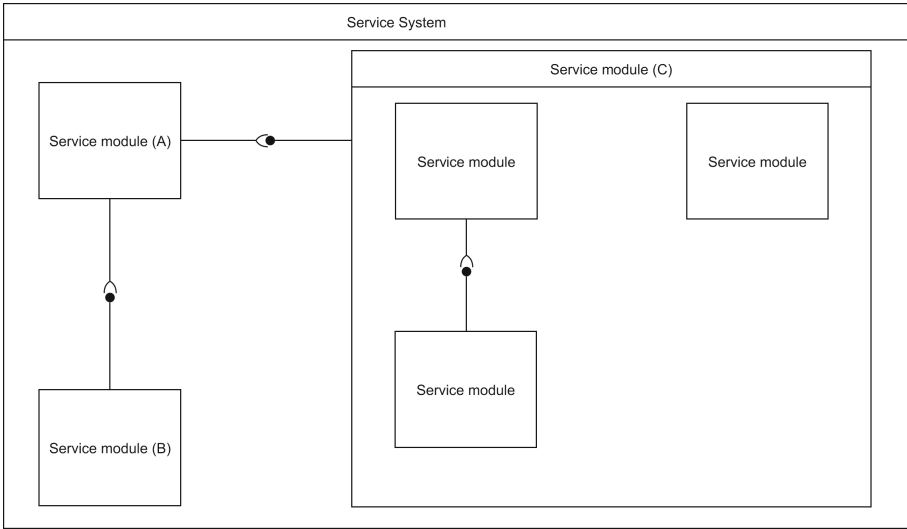 Service System
Service module (C)
Service module (A)
Service module
Service module
Service module
Service module (B)